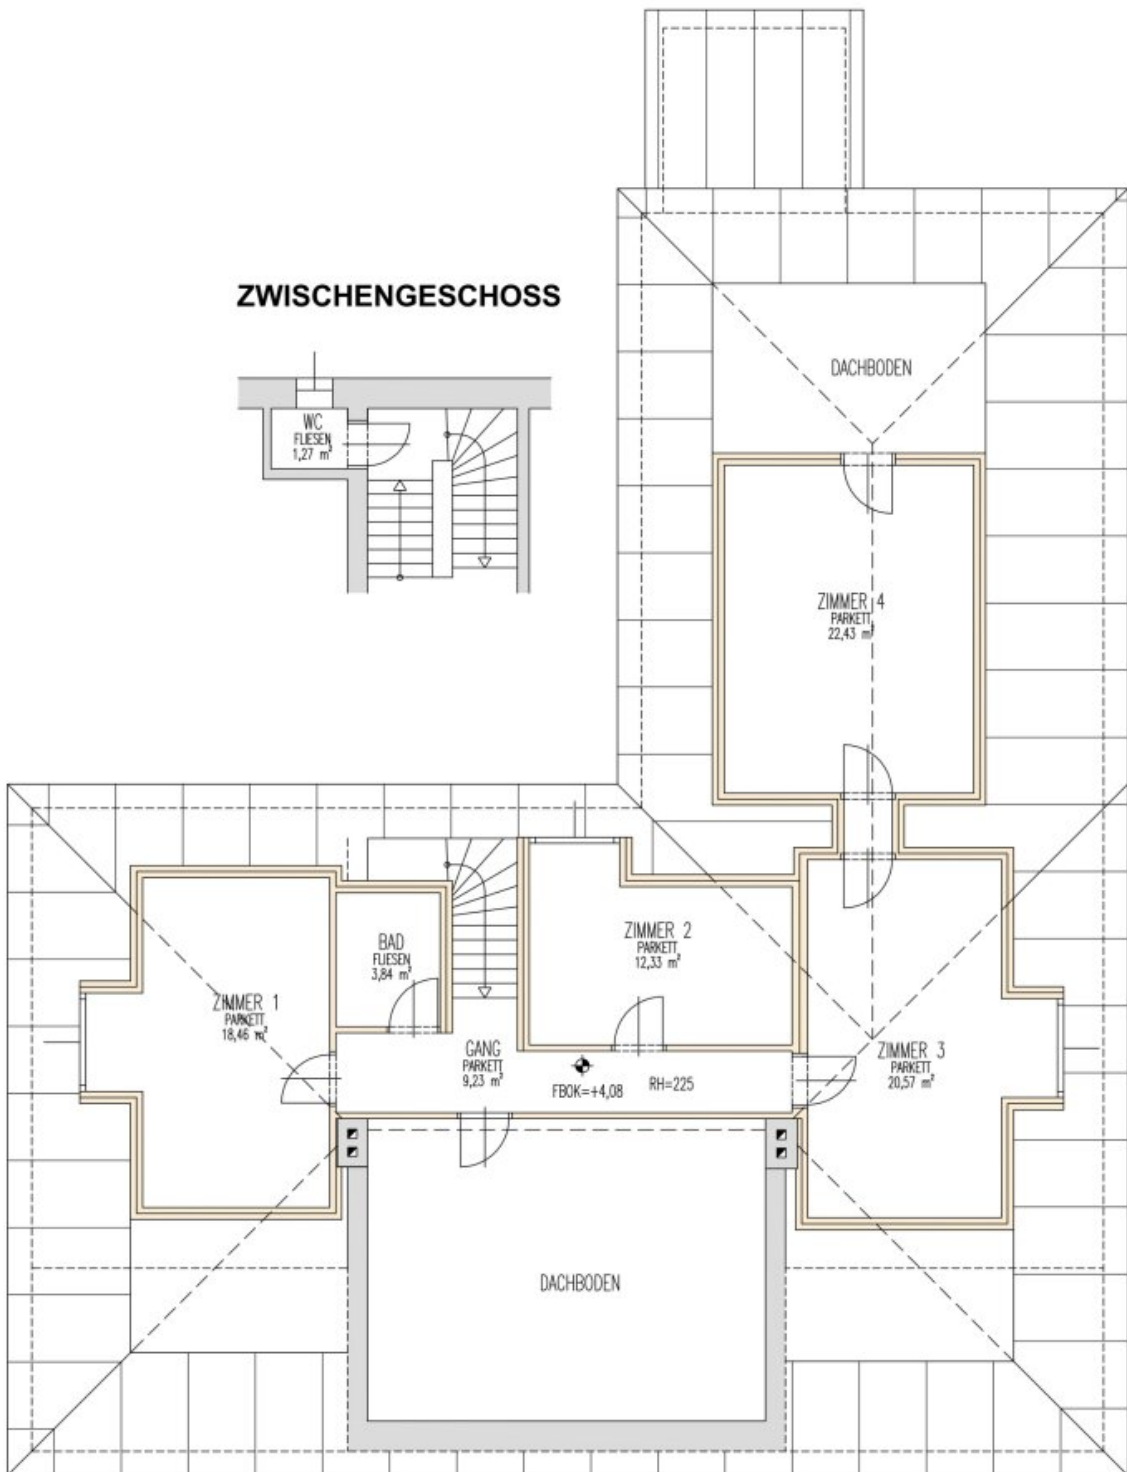 ZWISCHENGESCHOSS
WC
FLIESEN
1,27 m²
DACHBODEN
ZIMMER 4
PARKETT
22,43 m²
ZIMMER 2
PARKETT
12,33 m²
BAD
FLIESEN
3,84 m²
ZIMMER 1
PARKETT
18,46 m²
GANG
PARKETT
9,23 m²
FBOK=+4,08
RH=225
ZIMMER 3
PARKETT
20,57 m²
DACHBODEN